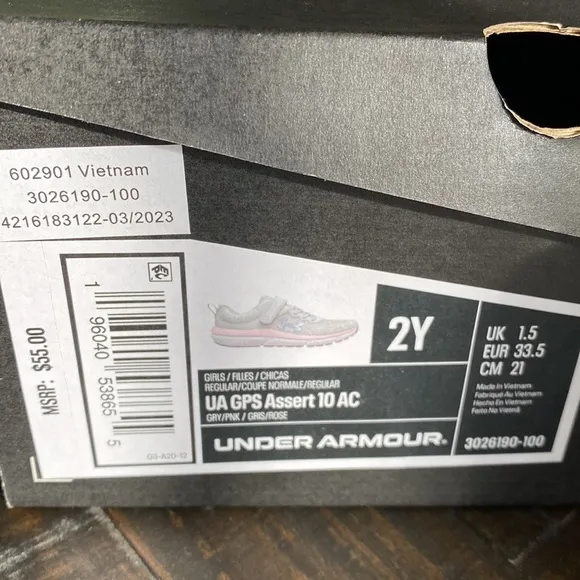 602901 Vietnam
3026190-100
4216183122-03/2023
MSRP: $55.00
1 96040 53865 5
G3-A20-12
2Y
UK 1.5
EUR 33.5
CM 21
Made in Vietnam
Fabriqué Au Vietnam
Hecho En Vietnam
Feito No Vietnã
GIRLS / FILLES / CHICAS
REGULAR/COUPE NORMALE/REGULAR
UA GPS Assert 10 AC
GRY/PNK / GRIS/ROSE
UNDER ARMOUR.
3026190-100